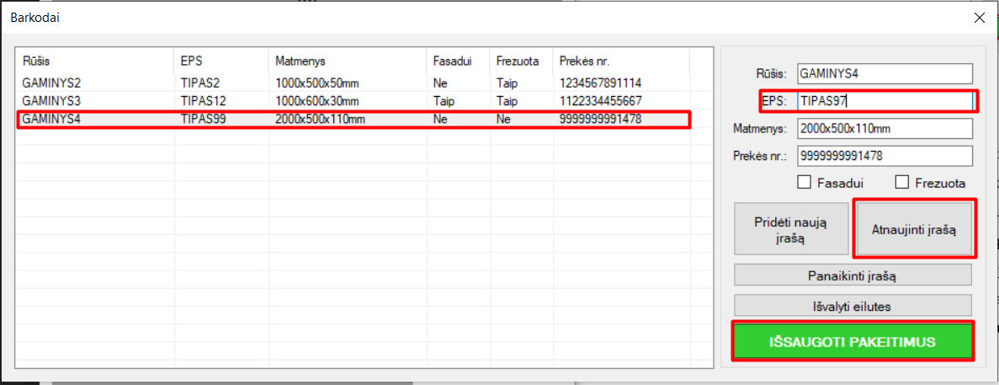 Barkodai
Rūšis EPS Matmenys Fasadui Frezuota Prekės nr.
GAMINYS2 TIPAS2 1000x500x50mm Ne Taip 1234567891114
GAMINYS3 TIPAS12 1000x600x30mm Taip Taip 1122334455667
GAMINYS4 TIPAS99 2000x500x110mm Ne Ne 9999999991478
Rūšis: GAMINYS4
EPS: TIPAS97
Matmenys: 2000x500x110mm
Prekės nr.: 9999999991478
Fasadui Frezuota
Pridėti naują
įrašą
Atnaujinti įrašą
Panaikinti įrašą
Išvalyti eilutes
IŠSAUGOTI PAKEITIMUS